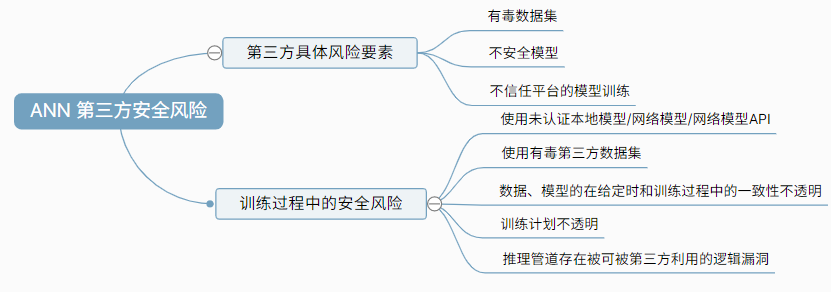 ANN 第三方安全风险
第三方具体风险要素
有毒数据集
不安全模型
不信任平台的模型训练
训练过程中的安全风险
使用未认证本地模型/网络模型/网络模型API
使用有毒第三方数据集
数据、模型的在给定时和训练过程中的一致性不透明
训练计划不透明
推理管道存在被可被第三方利用的逻辑漏洞